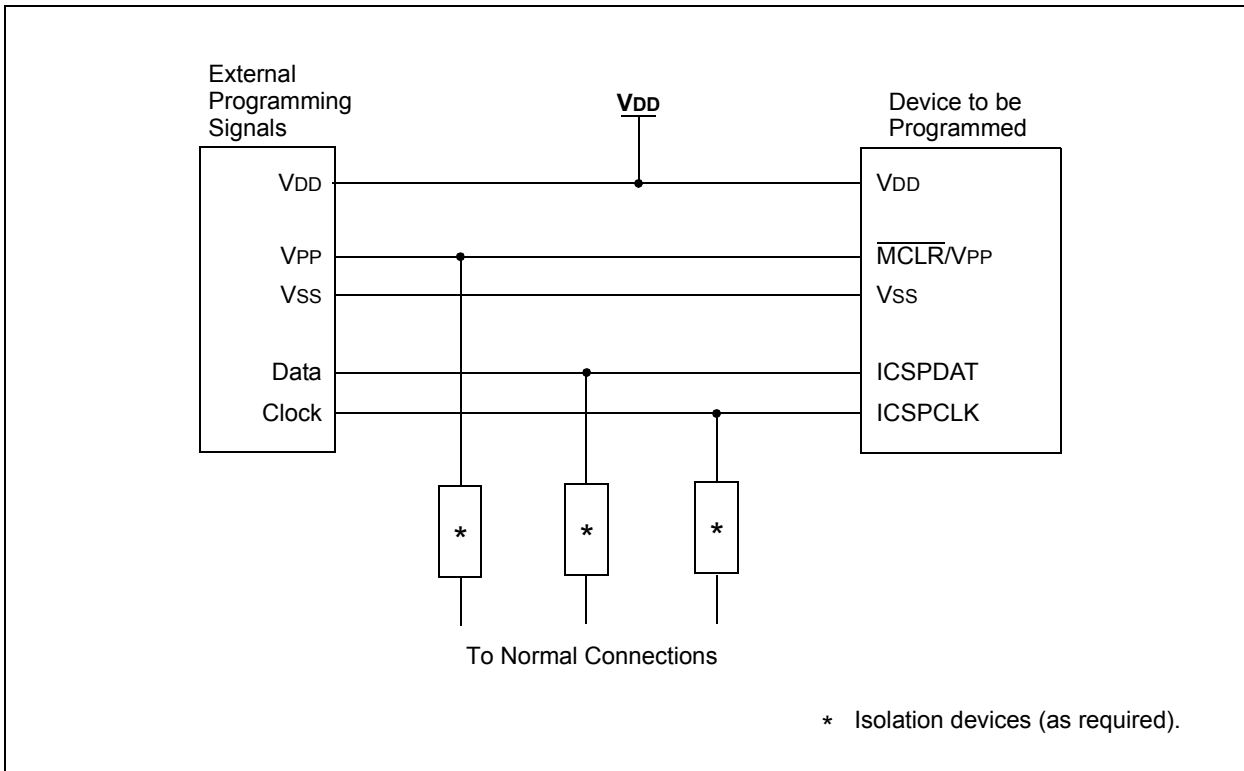 External
Programming
Signals
VDD
Device to be
Programmed
VDD
VDD
VPP
MCLR/VPP
VSS
VSS
Data
ICSPDAT
Clock
ICSPCLK
*
*
*
To Normal Connections
* Isolation devices (as required).